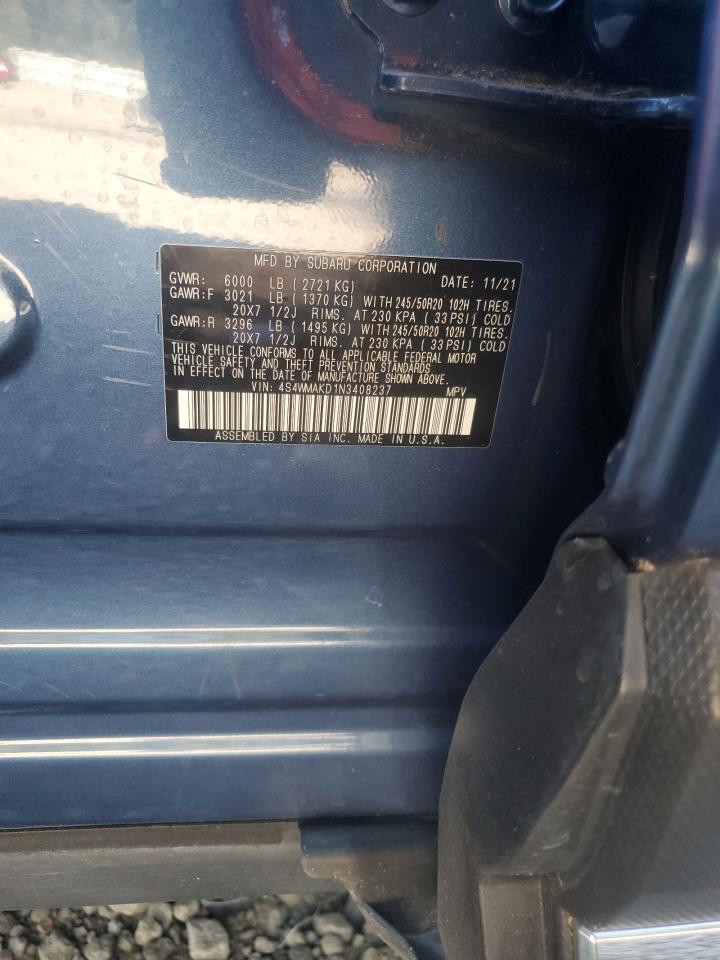 MFD BY SUBARU CORPORATION
GVWR: 6000 LB (2721 KG) DATE: 11/21
GAWR:F 3021 LB (1370 KG) WITH 245/50R20 102H TIRES.
20X7 1/2J RIMS. AT 230 KPA (33 PSI) COLD
GAWR:R 3296 LB (1495 KG) WITH 245/50R20 102H TIRES.
20X7 1/2J RIMS. AT 230 KPA (33 PSI) COLD
THIS VEHICLE CONFORMS TO ALL APPLICABLE FEDERAL MOTOR
VEHICLE SAFETY AND THEFT PREVENTION STANDARDS
IN EFFECT ON THE DATE OF MANUFACTURE SHOWN ABOVE.
VIN: 4S4WMAKD1N3408237 MPV
ASSEMBLED BY SIA INC. MADE IN U.S.A.